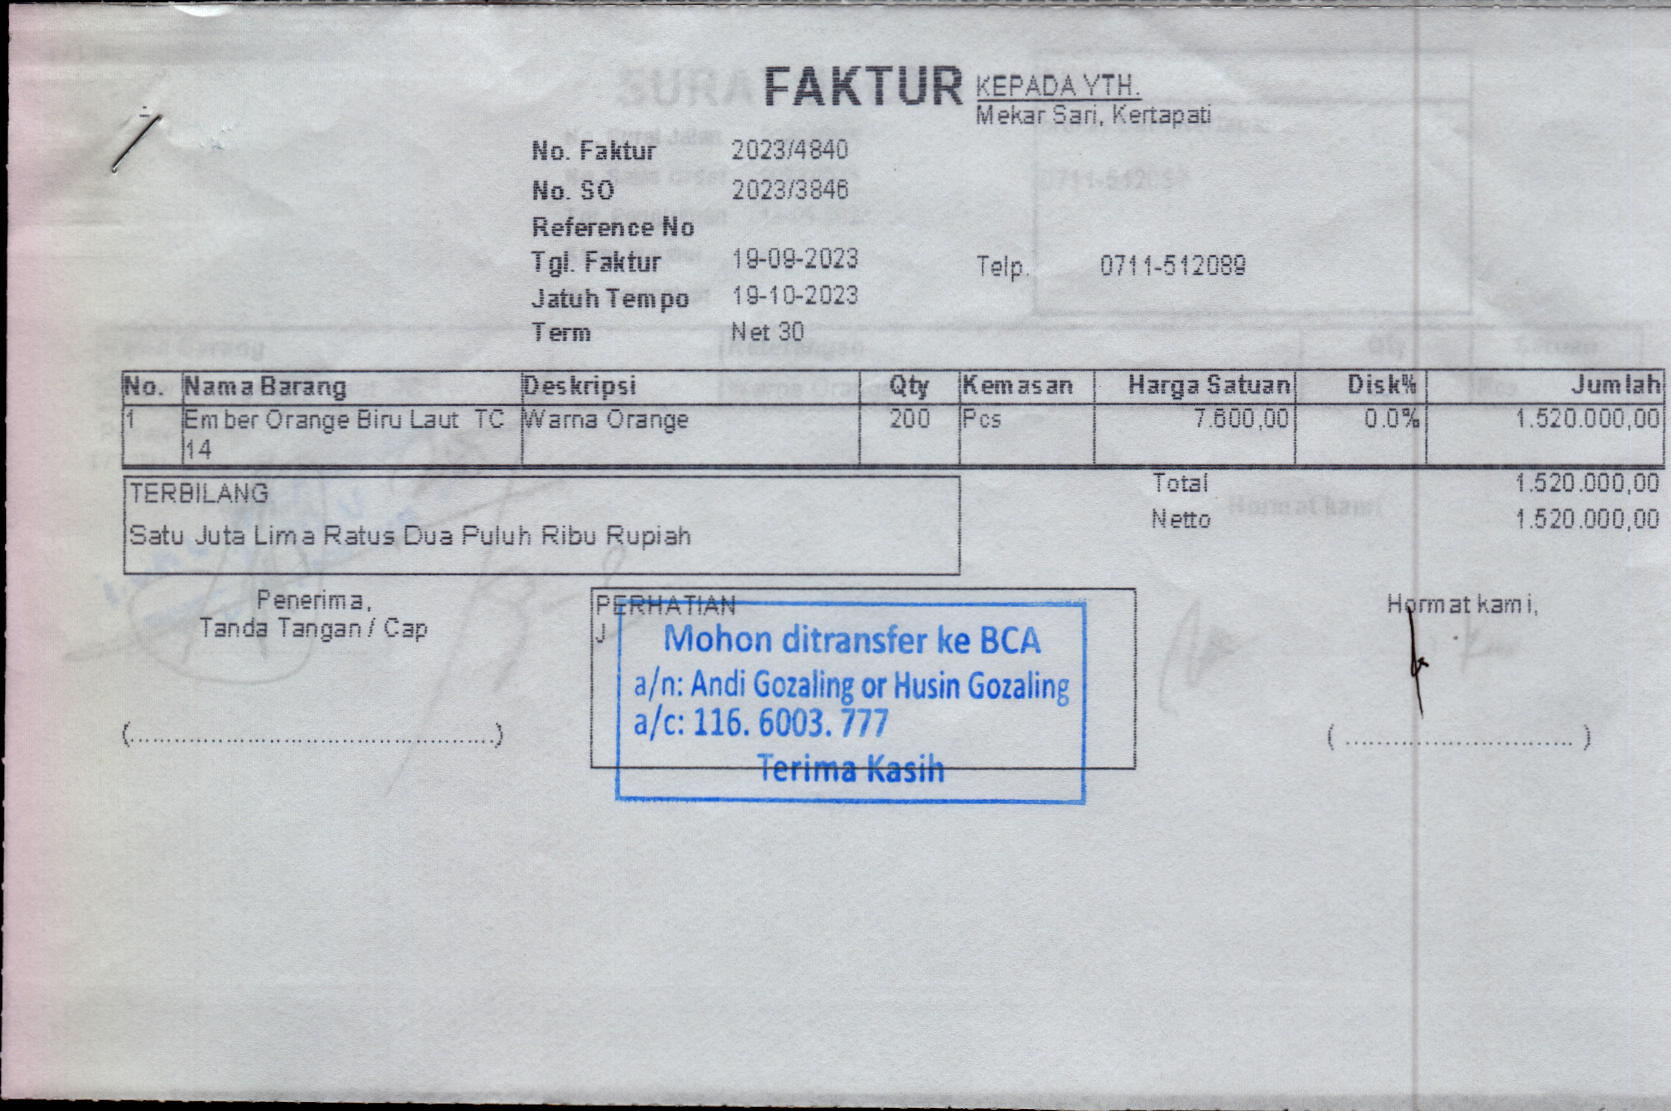 FAKTUR
KEPADA YTH.
Mekar Sari, Kertapati
No. Faktur 2023/4840
No. SO 2023/3846
Reference No
Tgl. Faktur 19-09-2023
Telp. 0711-512089
Jatuh Tempo 19-10-2023
Term Net 30
No. Nama Barang Deskripsi Qty Kemasan Harga Satuan Disk% Jumlah
1 Ember Orange Biru Laut TC Warna Orange 200 Pcs 7.600,00 0.0% 1.520.000,00
14
TERBILANG
Satu Juta Lima Ratus Dua Puluh Ribu Rupiah
Total 1.520.000,00
Netto 1.520.000,00
Penerima,
Tanda Tangan / Cap
(................................................)
PERHATIAN
J
Mohon ditransfer ke BCA
a/n: Andi Gozaling or Husin Gozaling
a/c: 116. 6003. 777
Terima Kasih
Hormat kami,
( .............................. )